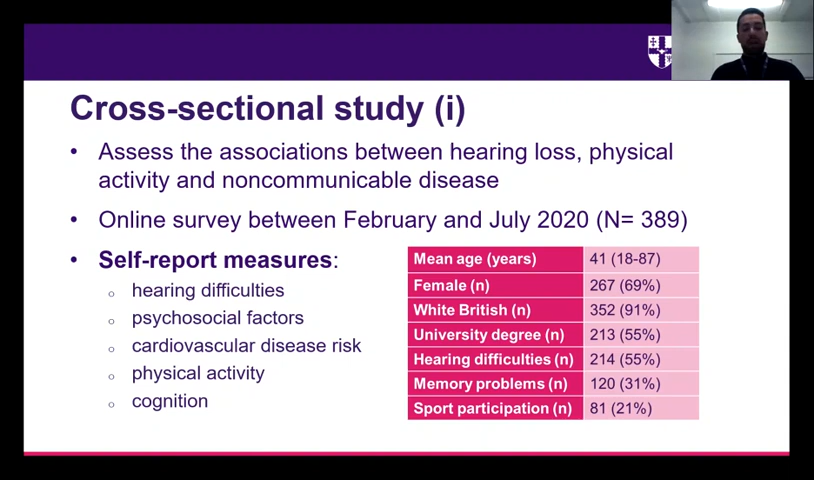 Cross-sectional study (i)
• Assess the associations between hearing loss, physical
activity and noncommunicable disease
• Online survey between February and July 2020 (N= 389)
• Self-report measures:
○ hearing difficulties
○ psychosocial factors
○ cardiovascular disease risk
○ physical activity
○ cognition
Mean age (years) 41 (18-87)
Female (n) 267 (69%)
White British (n) 352 (91%)
University degree (n) 213 (55%)
Hearing difficulties (n) 214 (55%)
Memory problems (n) 120 (31%)
Sport participation (n) 81 (21%)